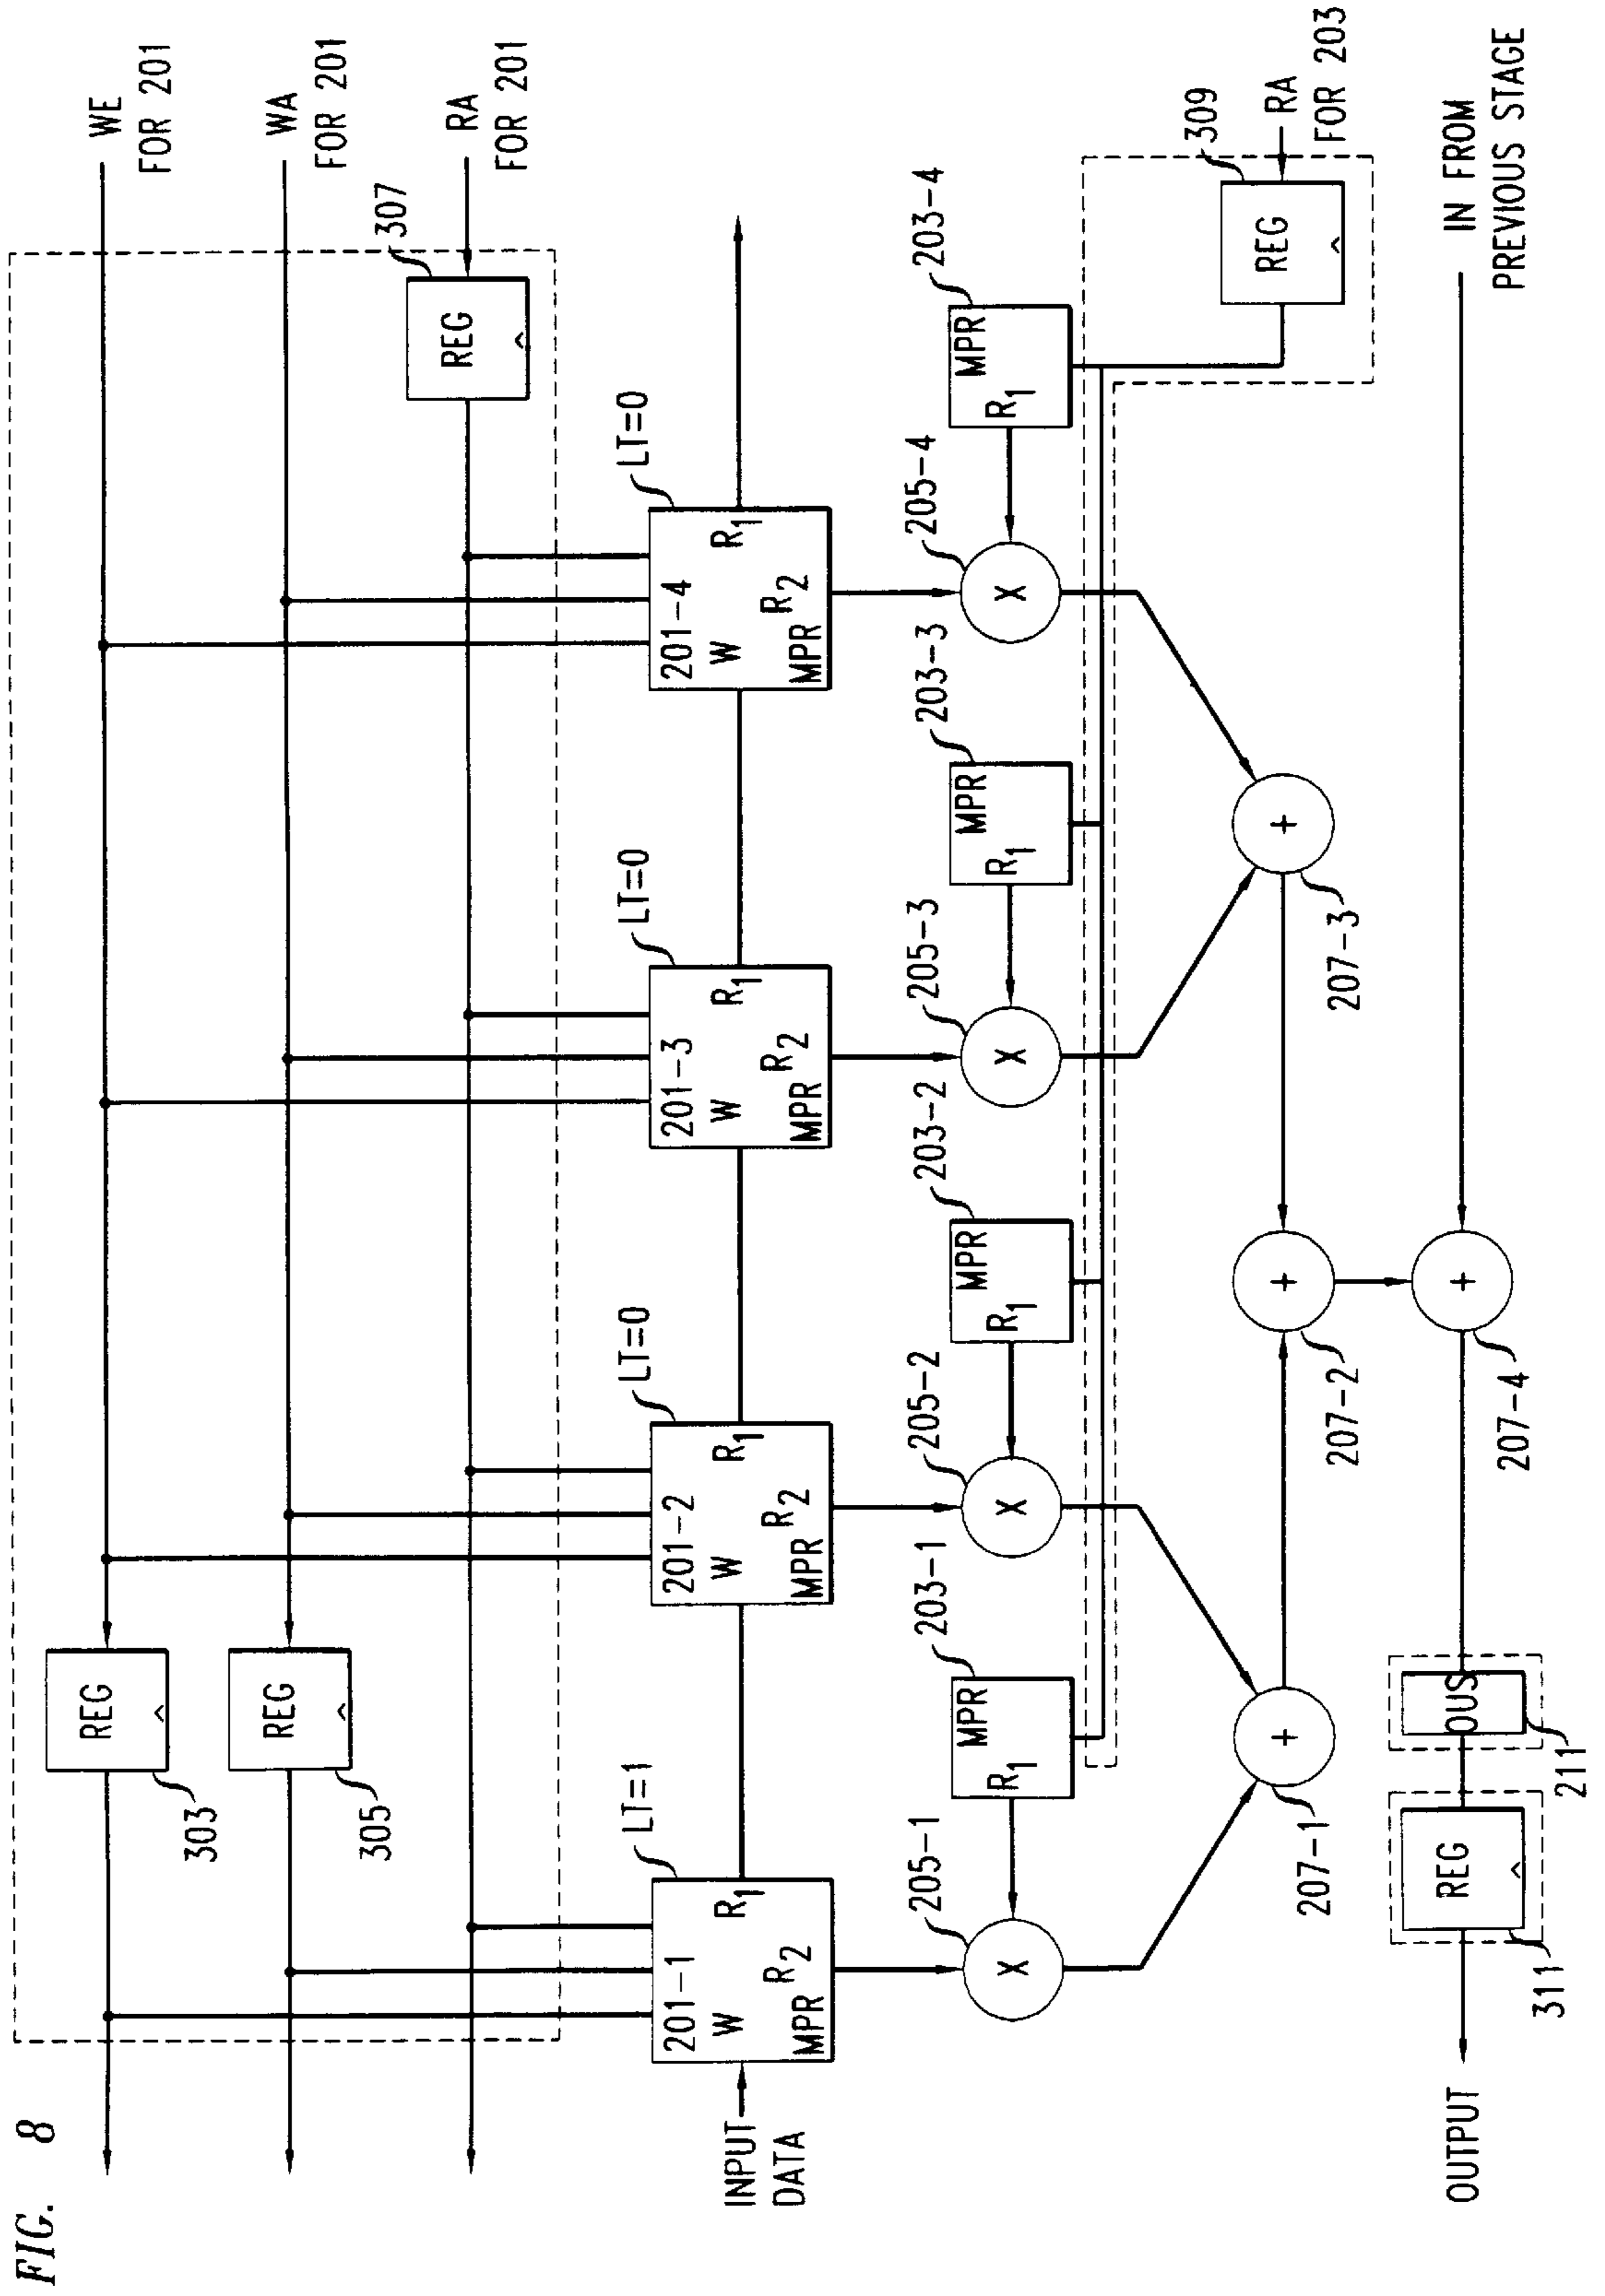 FIG. 8
WE
FOR 201
WA
FOR 201
RA
FOR 201
REG
303
REG
305
REG
307
LT=1
LT=0
LT=0
LT=0
INPUT
DATA
201-1
W
R1
MPR
R2
201-2
W
R1
MPR
R2
201-3
W
R1
MPR
R2
201-4
W
R1
MPR
R2
205-1
X
203-1
MPR
R1
205-2
X
203-2
MPR
R1
205-3
X
203-3
MPR
R1
205-4
X
203-4
MPR
R1
309
REG
RA
FOR 203
+
207-1
+
207-2
+
207-3
OUTPUT
REG
311
OUS
211
+
207-4
IN FROM
PREVIOUS STAGE